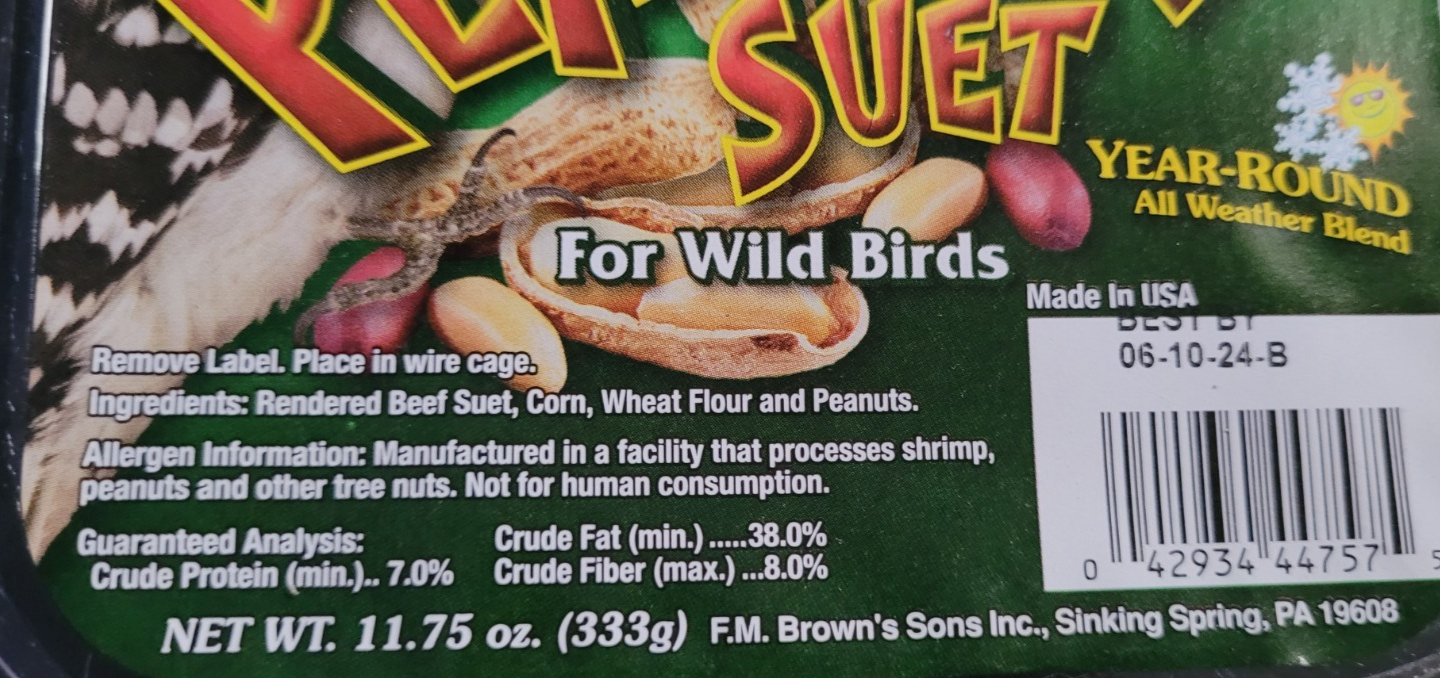 SUET
YEAR-ROUND
All Weather Blend
For Wild Birds
Made In USA
BEST BY
06-10-24-B
Remove Label. Place in wire cage.
Ingredients: Rendered Beef Suet, Corn, Wheat Flour and Peanuts.
Allergen Information: Manufactured in a facility that processes shrimp,
peanuts and other tree nuts. Not for human consumption.
Guaranteed Analysis:
Crude Protein (min.).. 7.0%
Crude Fat (min.) .....38.0%
Crude Fiber (max.) ...8.0%
0 42934 44757 5
NET WT. 11.75 oz. (333g) F.M. Brown's Sons Inc., Sinking Spring, PA 19608